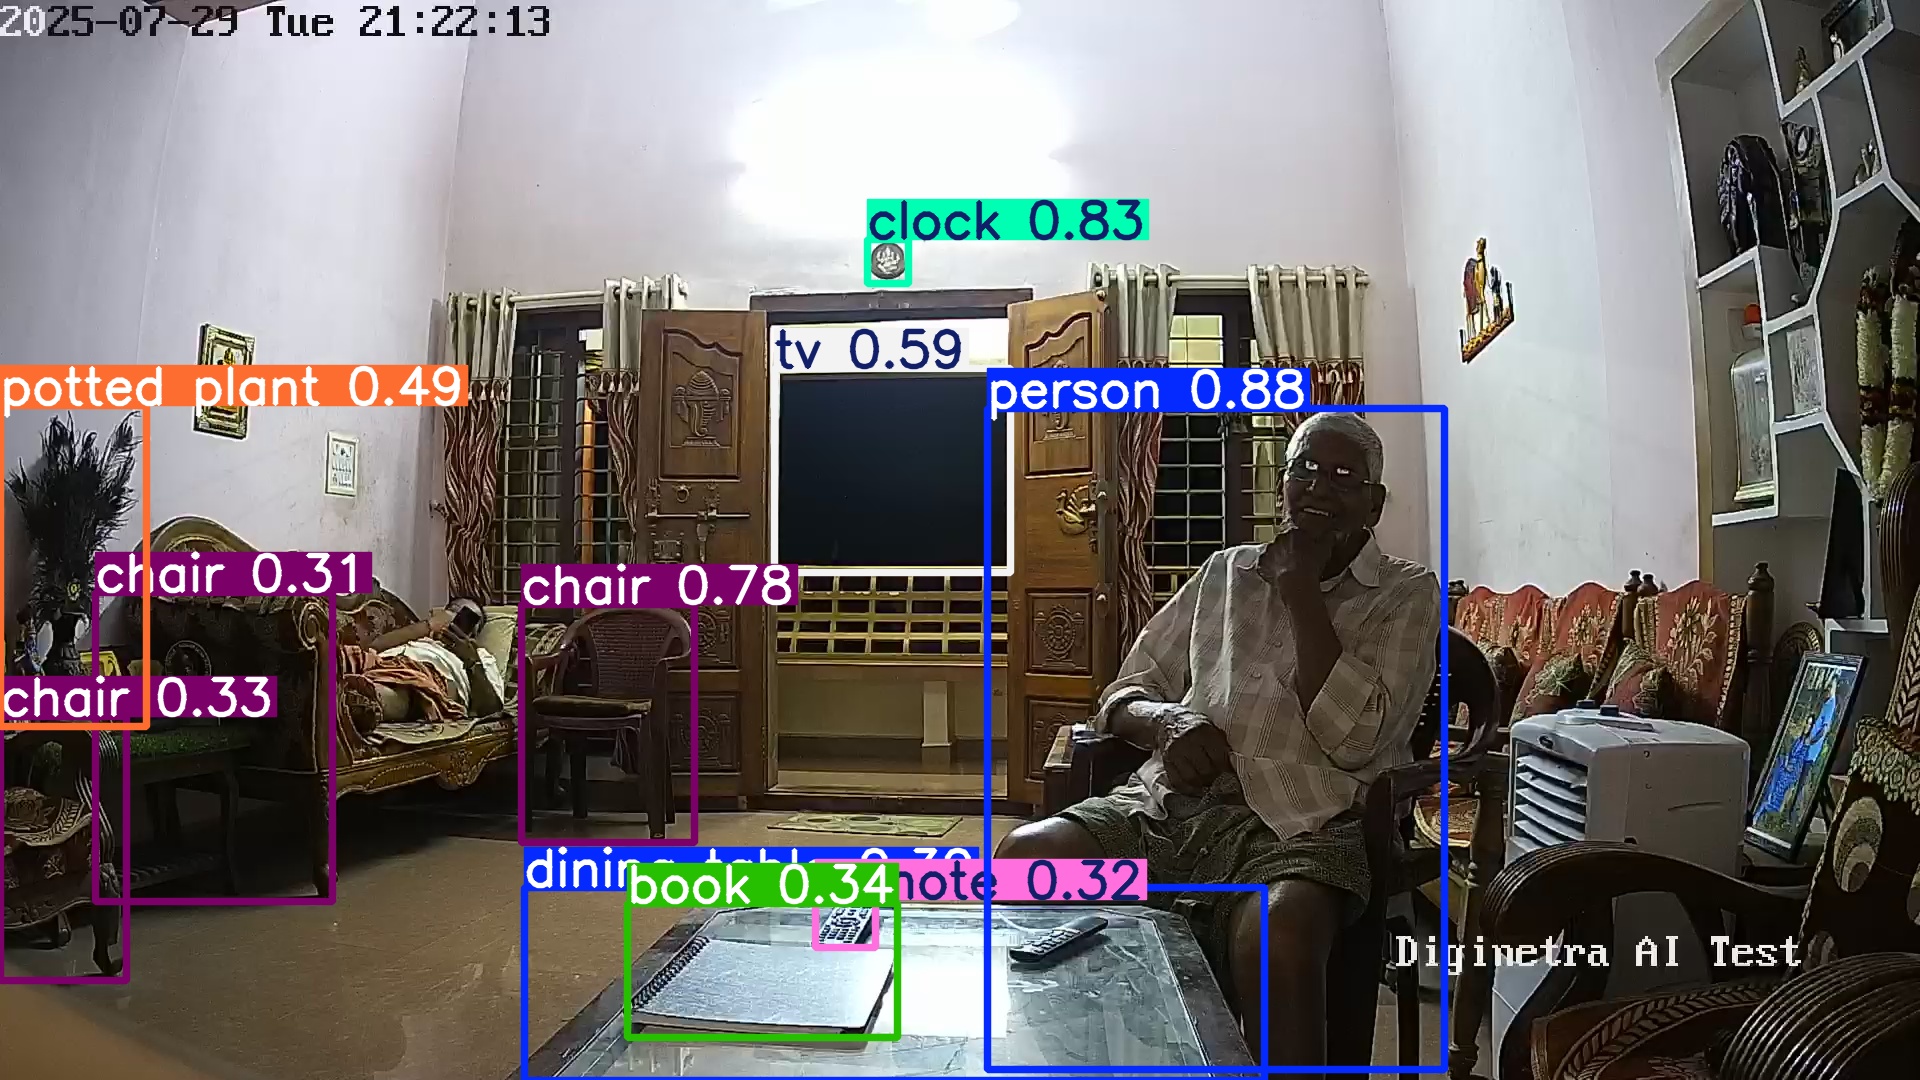 2025-07-29 Tue 21:22:13
clock 0.83
tv 0.59
potted plant 0.49
person 0.88
chair 0.31
chair 0.78
chair 0.33
book 0.34
0.32
Diginetra AI Test